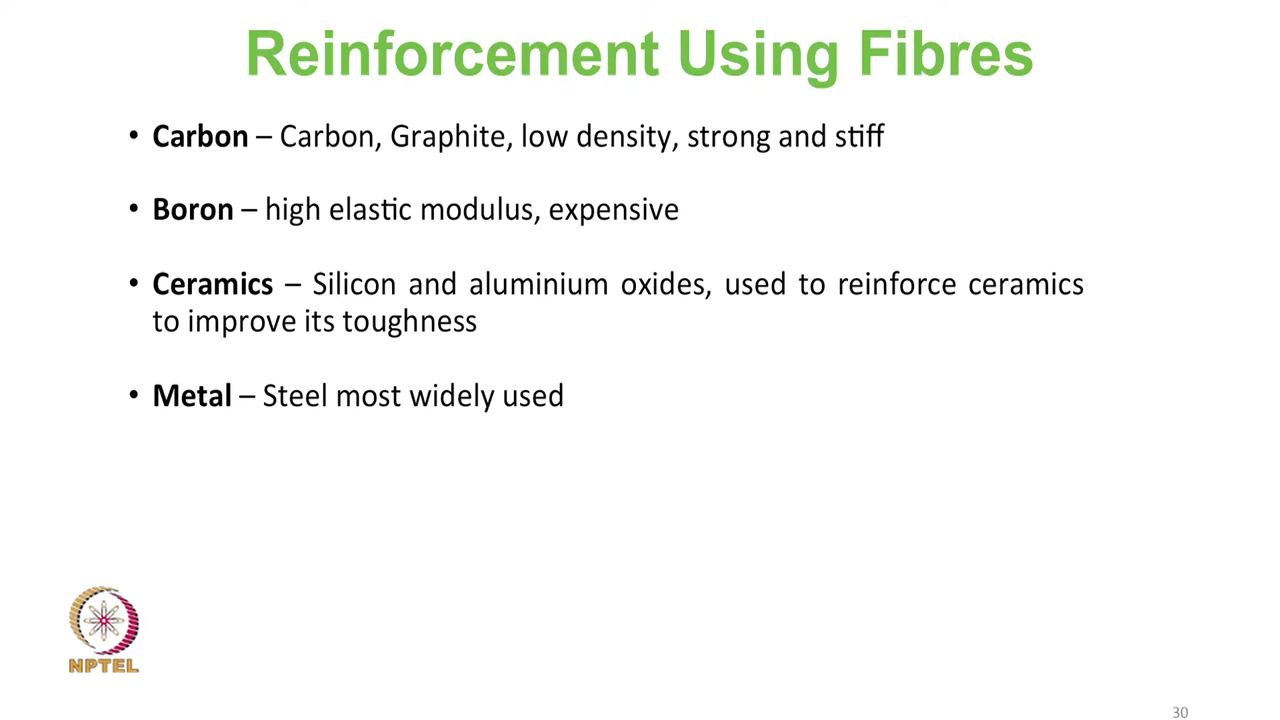 Reinforcement Using Fibres
• Carbon – Carbon, Graphite, low density, strong and stiff
• Boron – high elastic modulus, expensive
• Ceramics – Silicon and aluminium oxides, used to reinforce ceramics
to improve its toughness
• Metal – Steel most widely used
NPTEL
30